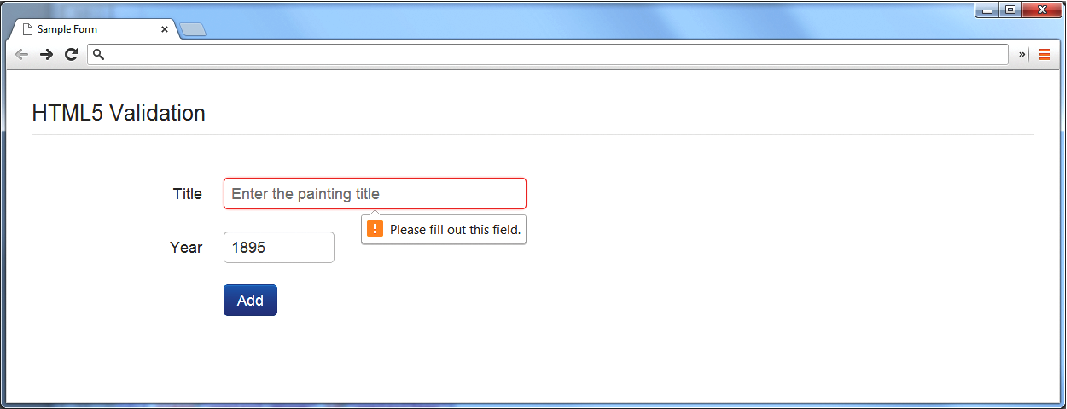 Sample Form
HTML5 Validation
Title
Enter the painting title
Please fill out this field.
Year
1895
Add